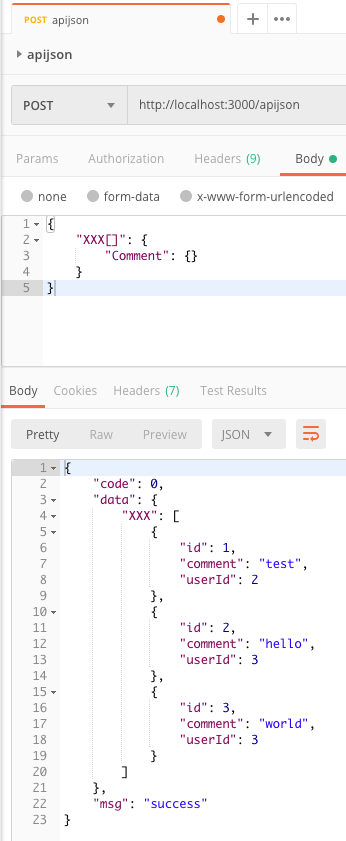 POST apijson
apijson
POST http://localhost:3000/apijson
Params Authorization Headers (9) Body
none form-data x-www-form-urlencoded
1 {
2 "XXX[]": {
3 "Comment": {}
4 }
5 }
Body Cookies Headers (7) Test Results
Pretty Raw Preview JSON
1 {
2 "code": 0,
3 "data": {
4 "XXX": [
5 {
6 "id": 1,
7 "comment": "test",
8 "userId": 2
9 },
10 {
11 "id": 2,
12 "comment": "hello",
13 "userId": 3
14 },
15 {
16 "id": 3,
17 "comment": "world",
18 "userId": 3
19 }
20 ]
21 },
22 "msg": "success"
23 }